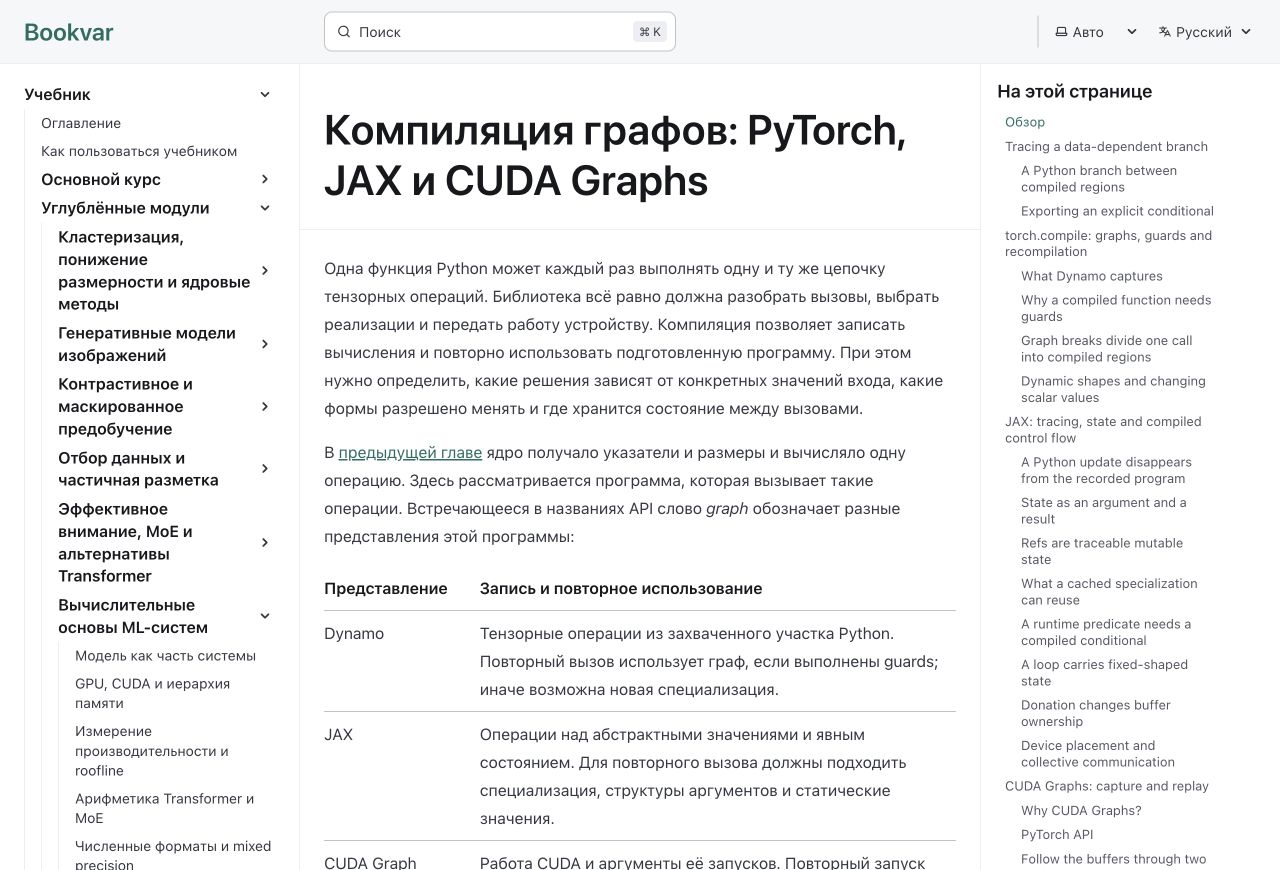 Bookvar
Поиск
⌘ K
Авто
Русский
Учебник
Оглавление
Как пользоваться учебником
Основной курс
Углублённые модули
Кластеризация,
понижение
размерности и ядровые
методы
Генеративные модели
изображений
Контрастивное и
маскированное
предобучение
Отбор данных и
частичная разметка
Эффективное
внимание, MoE и
альтернативы
Transformer
Вычислительные
основы ML-систем
Модель как часть системы
GPU, CUDA и иерархия
памяти
Измерение
производительности и
roofline
Арифметика Transformer и
MoE
Численные форматы и mixed
precision
Компиляция графов: PyTorch,
JAX и CUDA Graphs
Одна функция Python может каждый раз выполнять одну и ту же цепочку
тензорных операций. Библиотека всё равно должна разобрать вызовы, выбрать
реализации и передать работу устройству. Компиляция позволяет записать
вычисления и повторно использовать подготовленную программу. При этом
нужно определить, какие решения зависят от конкретных значений входа, какие
формы разрешено менять и где хранится состояние между вызовами.
В предыдущей главе ядро получало указатели и размеры и вычисляло одну
операцию. Здесь рассматривается программа, которая вызывает такие
операции. Встречающееся в названиях API слово graph обозначает разные
представления этой программы:
Представление Запись и повторное использование
Dynamo Тензорные операции из захваченного участка Python.
Повторный вызов использует граф, если выполнены guards;
иначе возможна новая специализация.
JAX Операции над абстрактными значениями и явным
состоянием. Для повторного вызова должны подходить
специализация, структуры аргументов и статические
значения.
CUDA Graph Работа CUDA и аргументы её запусков. Повторный запуск
На этой странице
Обзор
Tracing a data-dependent branch
A Python branch between
compiled regions
Exporting an explicit conditional
torch.compile: graphs, guards and
recompilation
What Dynamo captures
Why a compiled function needs
guards
Graph breaks divide one call
into compiled regions
Dynamic shapes and changing
scalar values
JAX: tracing, state and compiled
control flow
A Python update disappears
from the recorded program
State as an argument and a
result
Refs are traceable mutable
state
What a cached specialization
can reuse
A runtime predicate needs a
compiled conditional
A loop carries fixed-shaped
state
Donation changes buffer
ownership
Device placement and
collective communication
CUDA Graphs: capture and replay
Why CUDA Graphs?
PyTorch API
Follow the buffers through two